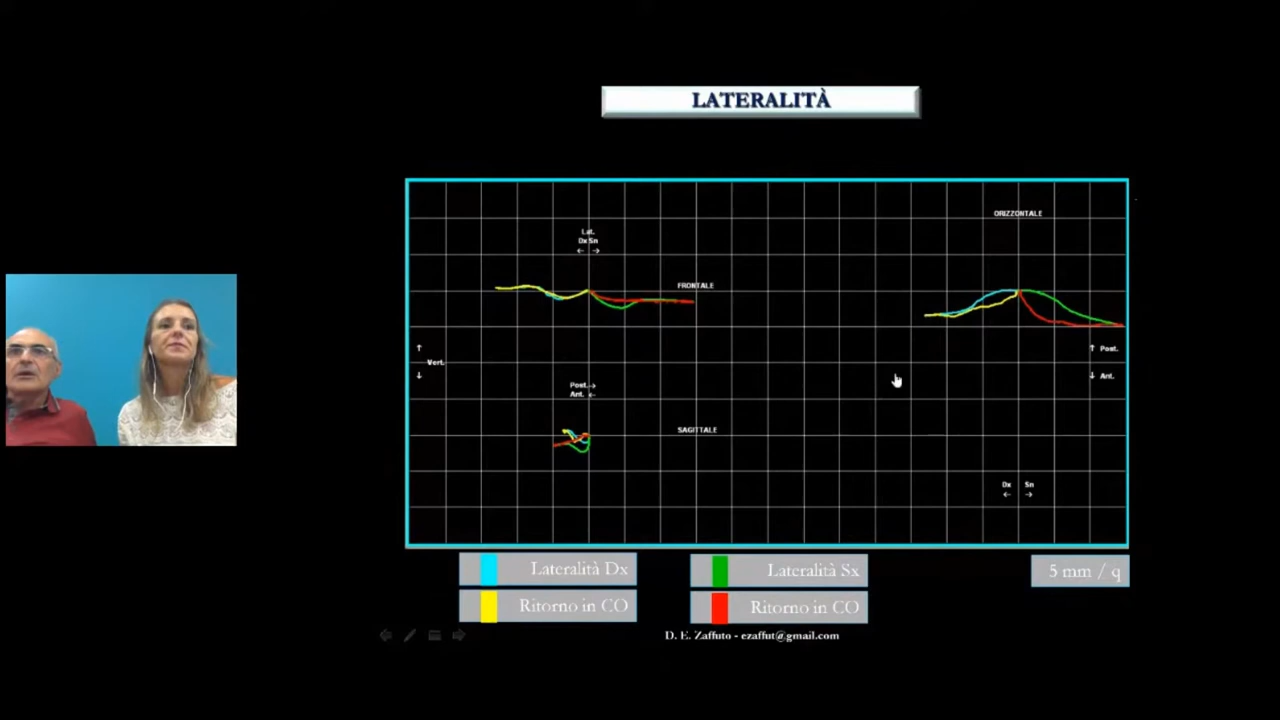 LATERALITÀ
ORIZZONTALE
Lat.
Dx Sn
← →
FRONTALE
↑
Vert.
↓
↑ Post.
↓ Ant.
Post.→
Ant. ←
SAGITTALE
Dx Sn
← →
Lateralità Dx
Lateralità Sx
5 mm / q
Ritorno in CO
Ritorno in CO
D. E. Zaffuto - ezaffut@gmail.com